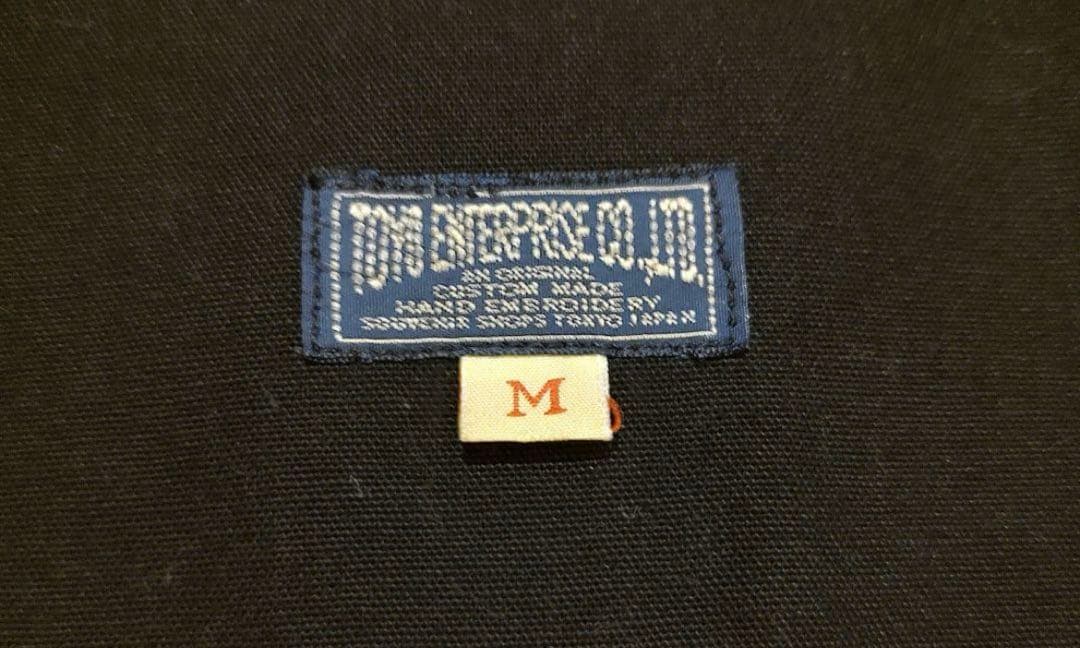 TOYO ENTERPRISE CO., LTD.
AN ORIGINAL
CUSTOM MADE
HAND EMBROIDERY
SOUVENIR SHOPS TOKYO JAPAN
M